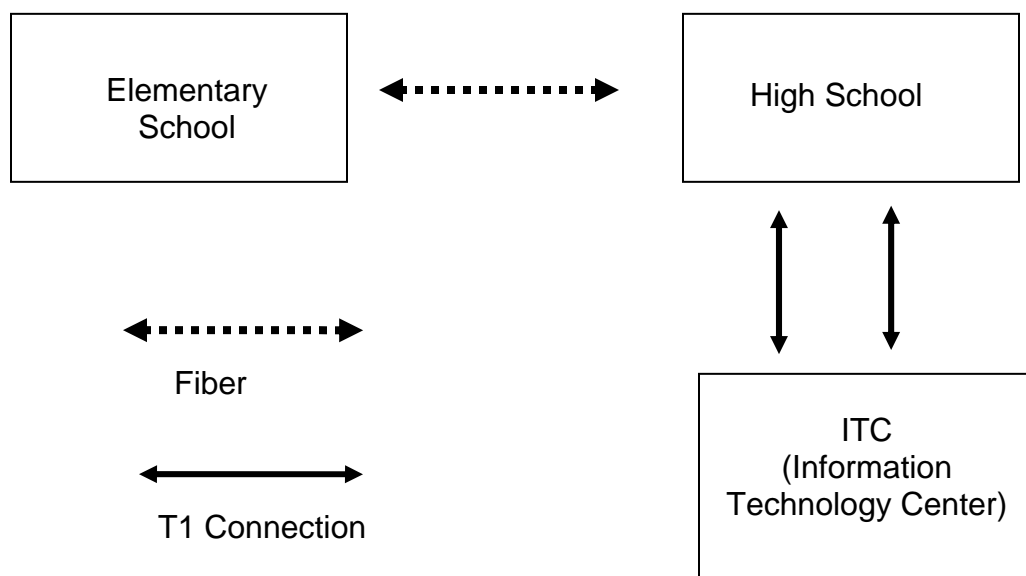 Elementary
School
High School
Fiber
T1 Connection
ITC
(Information
Technology Center)